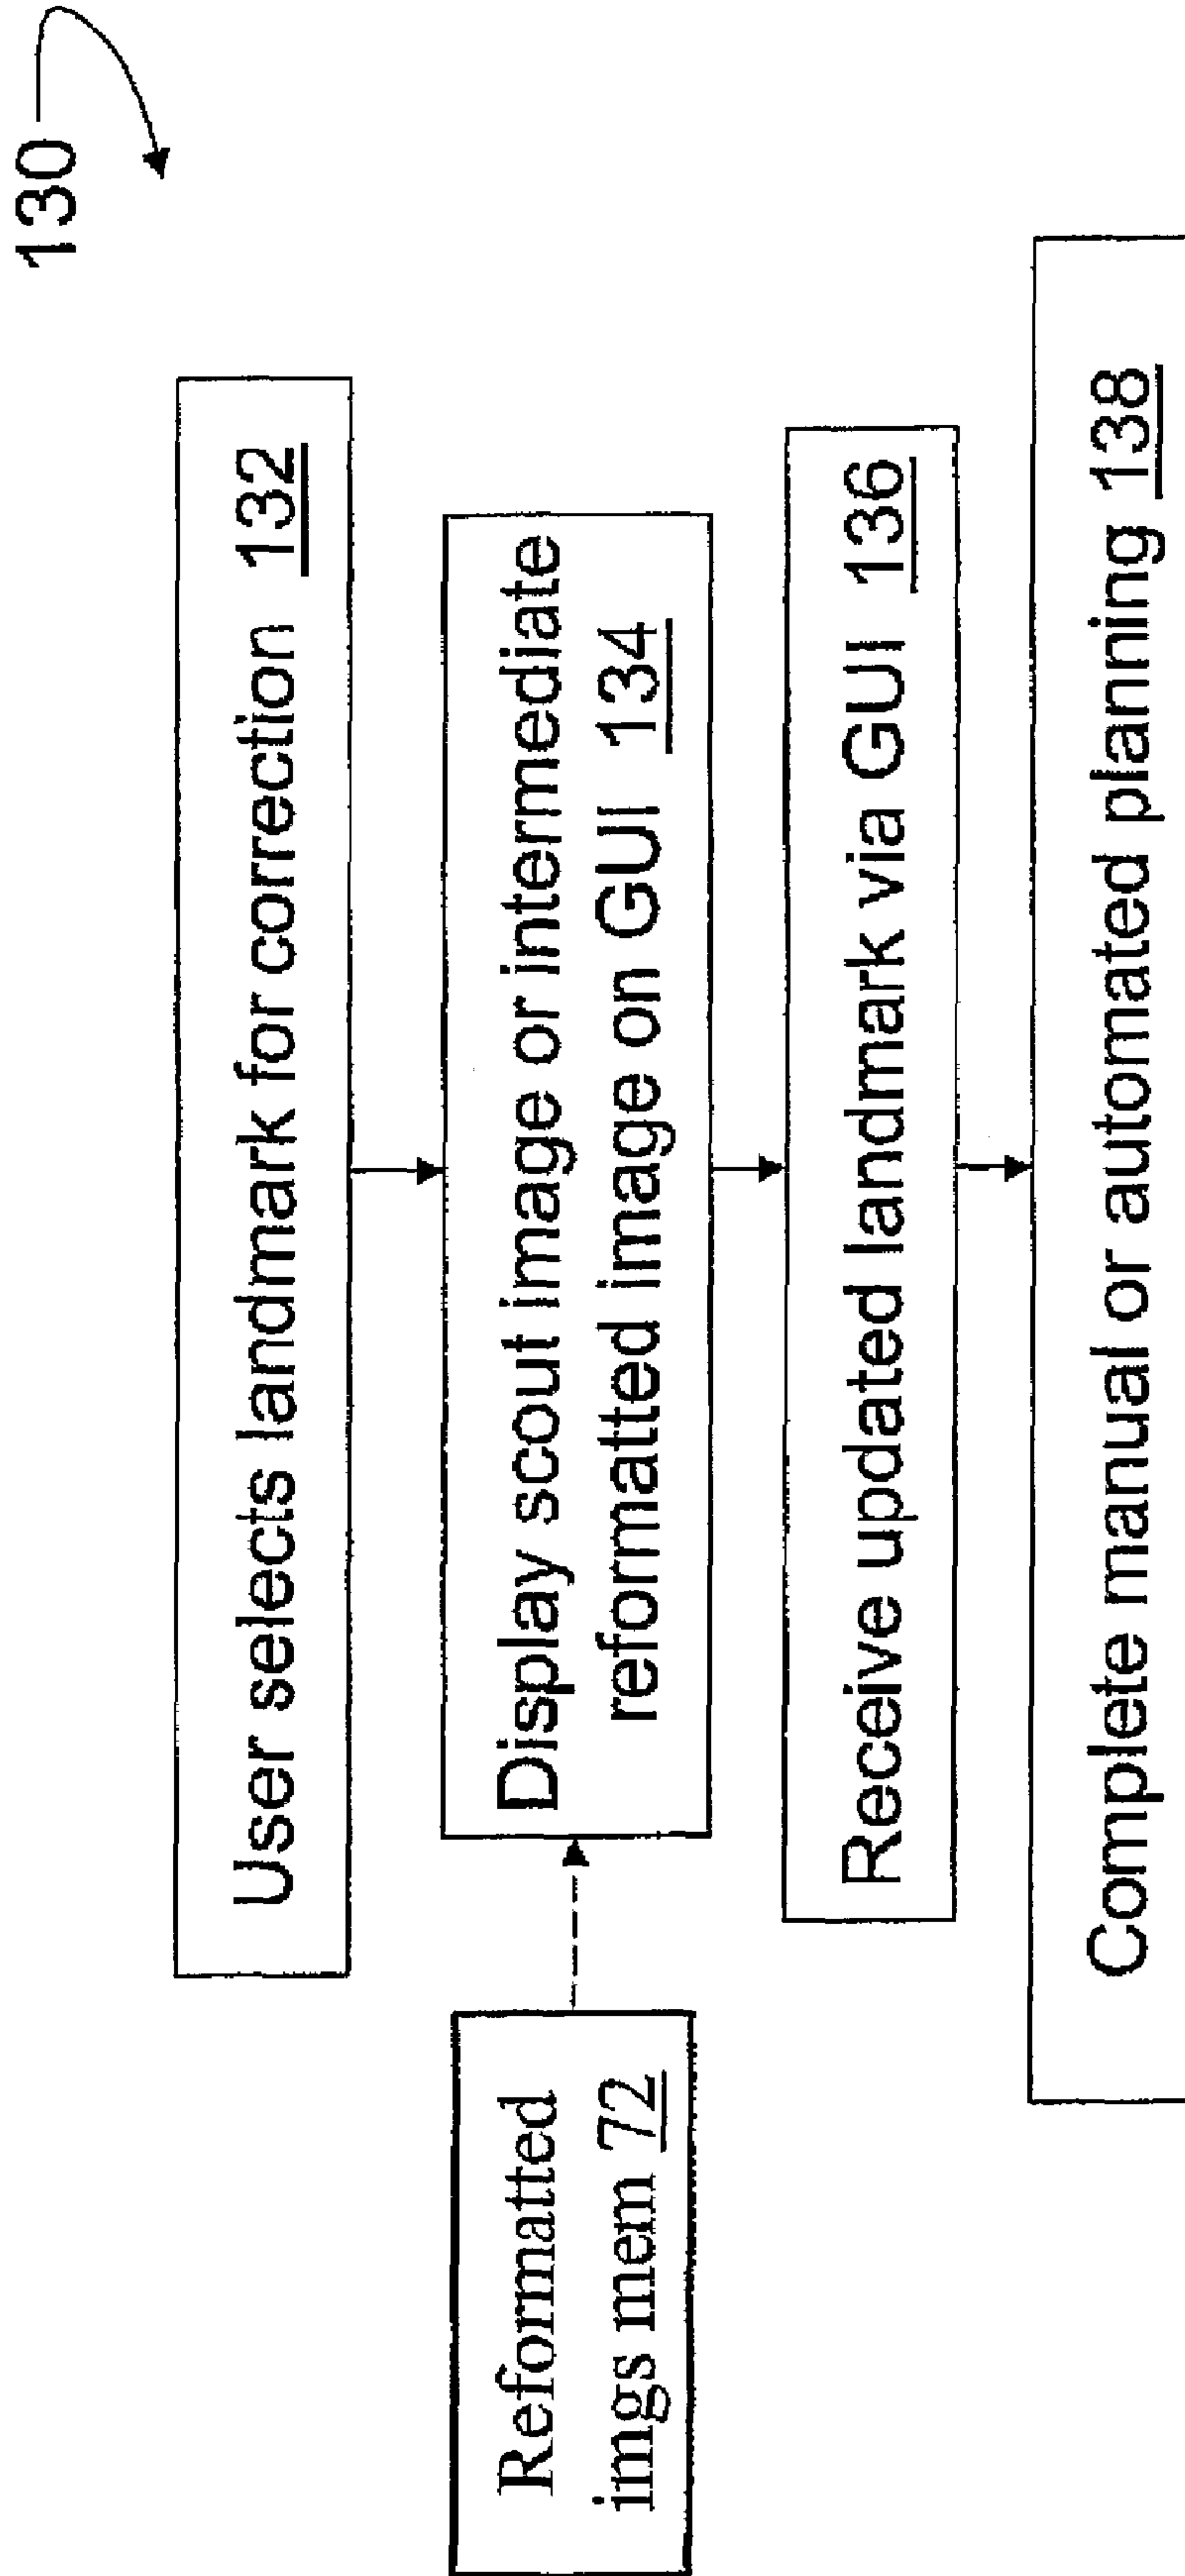 130
User selects landmark for correction 132
Display scout image or intermediate
reformatted image on GUI 134
Reformatted
imgs mem 72
Receive updated landmark via GUI 136
Complete manual or automated planning 138